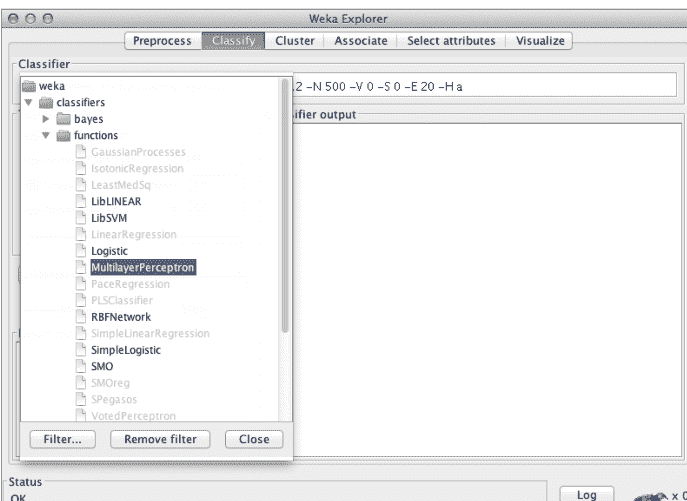 Weka Explorer
Preprocess Classify Cluster Associate Select attributes Visualize
Classifier
weka
.2 -N 500 -V 0 -S 0 -E 20 -H a
classifiers
bayes
sifier output
functions
GaussianProcesses
IsotonicRegression
LeastMedSq
LibLINEAR
LibSVM
LinearRegression
Logistic
MultilayerPerceptron
PaceRegression
PLSClassifier
RBFNetwork
SimpleLinearRegression
SimpleLogistic
SMO
SMOreg
SPegasos
VotedPerceptron
Filter... Remove filter Close
Status
OK
Log
x 0